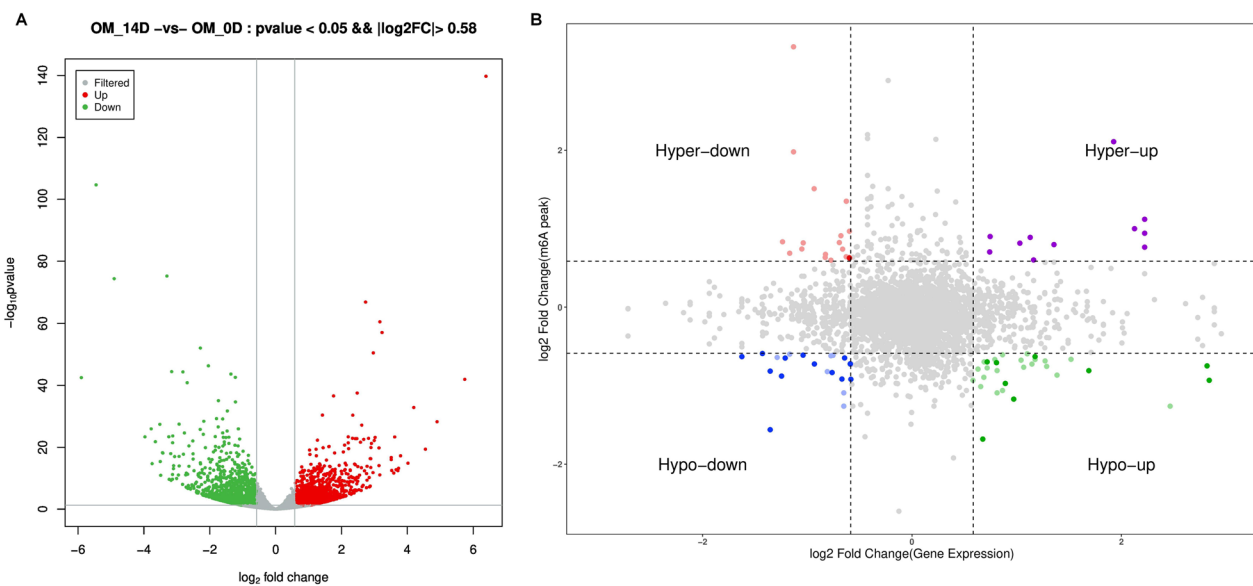 A
OM_14D −vs− OM_0D : pvalue < 0.05 && |log2FC|> 0.58
Filtered
Up
Down
140
120
100
80
60
40
20
0
−log10pvalue
−6
−4
−2
0
2
4
6
log2 fold change
B
Hyper−down
Hyper−up
Hypo−down
Hypo−up
2
0
−2
log2 Fold Change(m6A peak)
−2
0
2
log2 Fold Change(Gene Expression)